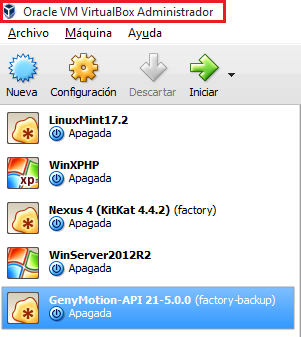 Oracle VM VirtualBox Administrador
Archivo Máquina Ayuda
Nueva Configuración Descartar Iniciar
LinuxMint17.2
Apagada
xp
WinXPHP
Apagada
Nexus 4 (KitKat 4.4.2) (factory)
Apagada
WinServer2012R2
Apagada
GenyMotion-API 21-5.0.0 (factory-backup)
Apagada